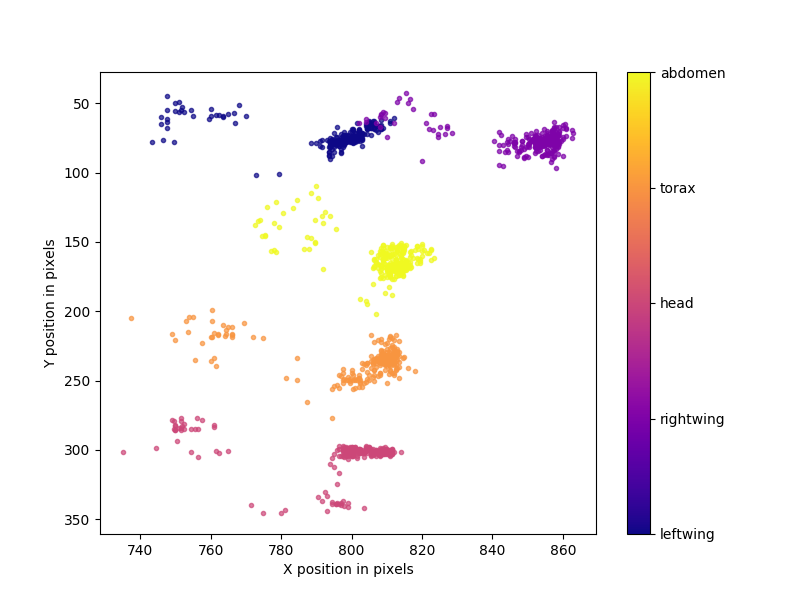 50
100
150
200
250
300
350
Y position in pixels
740
760
780
800
820
840
860
X position in pixels
abdomen
torax
head
rightwing
leftwing